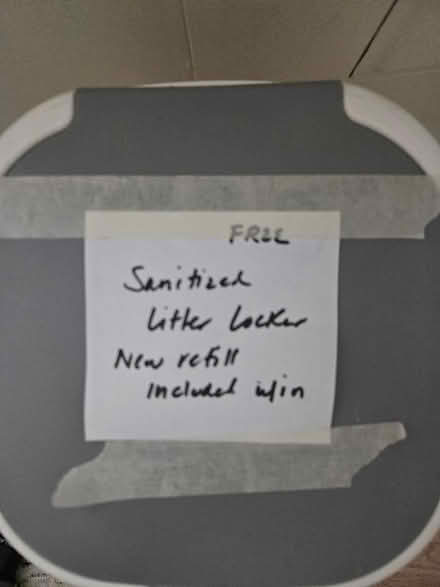 FREE
Sanitized
Litter Locker
New refill
Included w/in